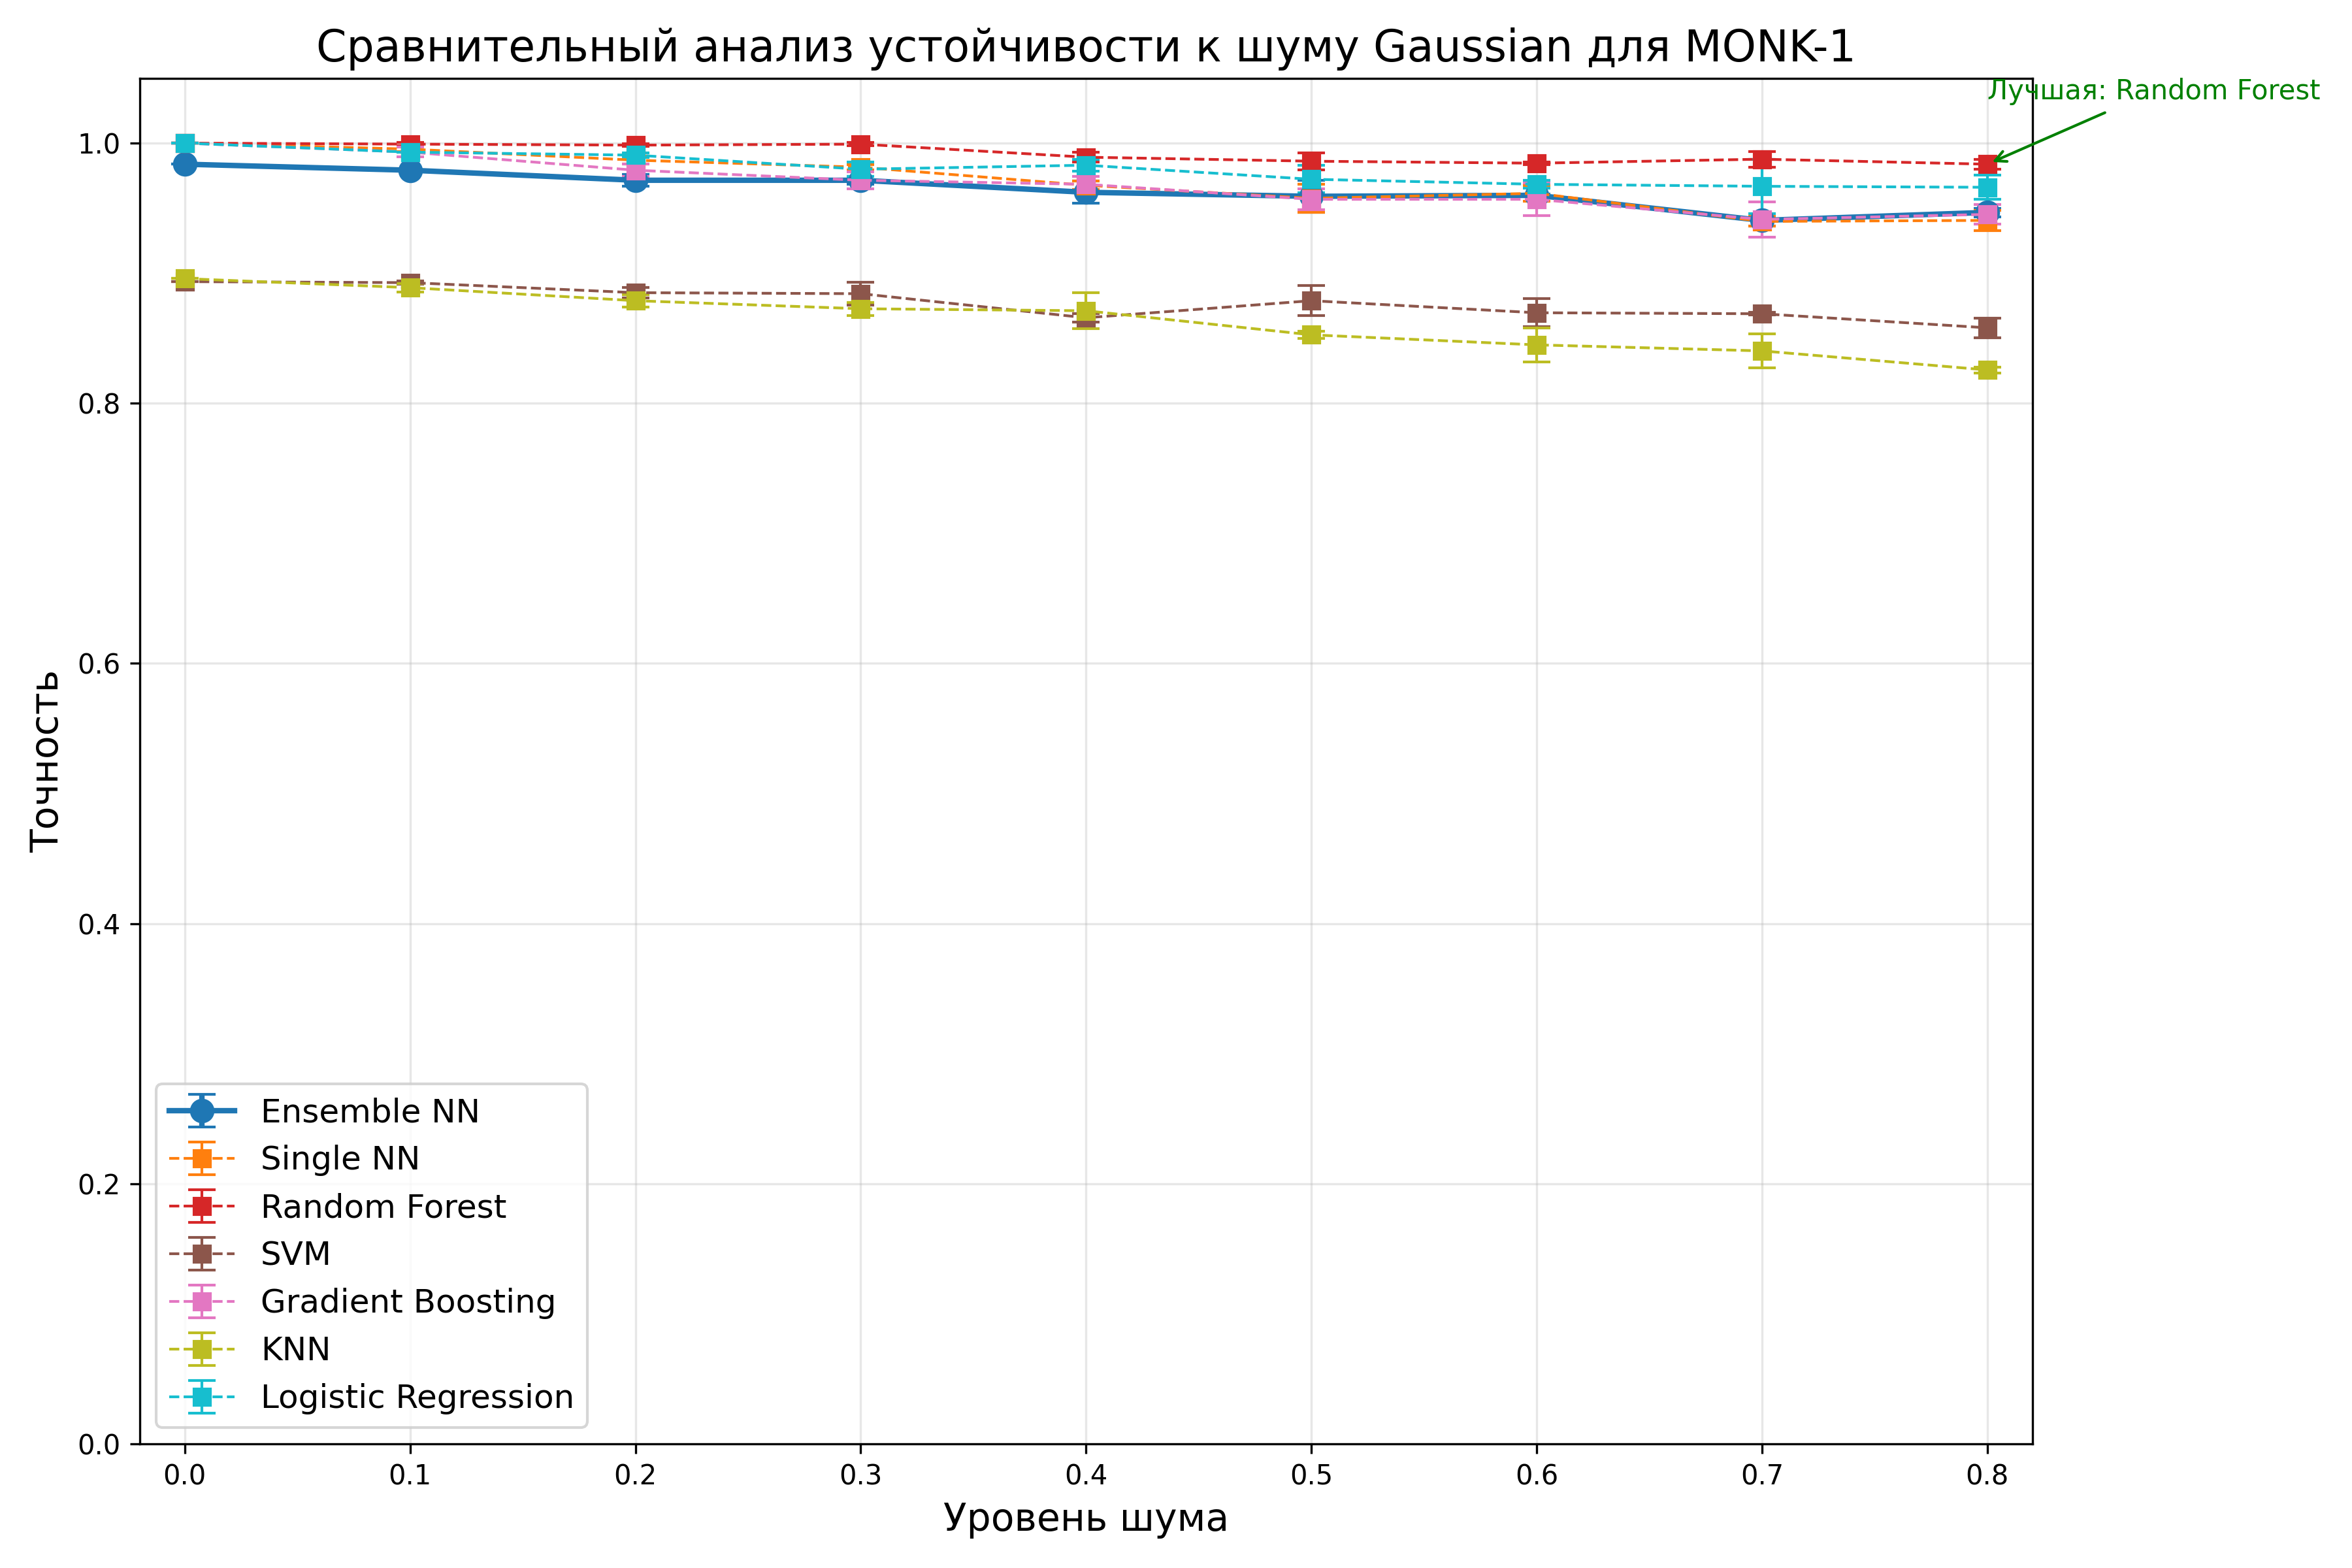 Сравнительный анализ устойчивости к шуму Gaussian для MONK-1
Лучшая: Random Forest
Точность
1.0
0.8
0.6
0.4
0.2
0.0
Ensemble NN
Single NN
Random Forest
SVM
Gradient Boosting
KNN
Logistic Regression
0.0 0.1 0.2 0.3 0.4 0.5 0.6 0.7 0.8
Уровень шума